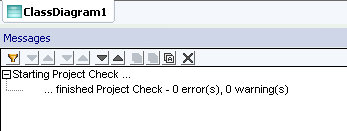 ClassDiagram1
Messages
Starting Project Check ...
... finished Project Check - 0 error(s), 0 warning(s)